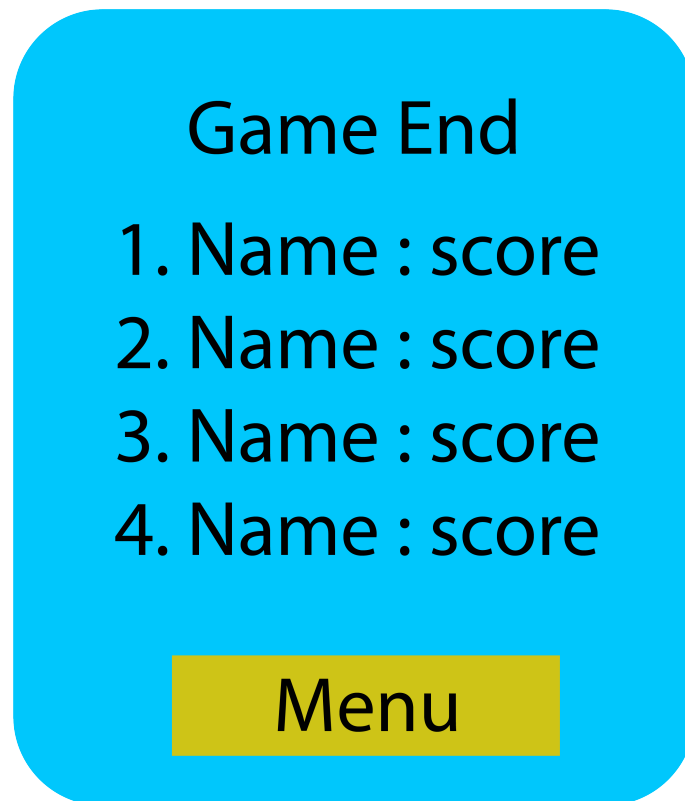 Game End
1. Name : score
2. Name : score
3. Name : score
4. Name : score
Menu